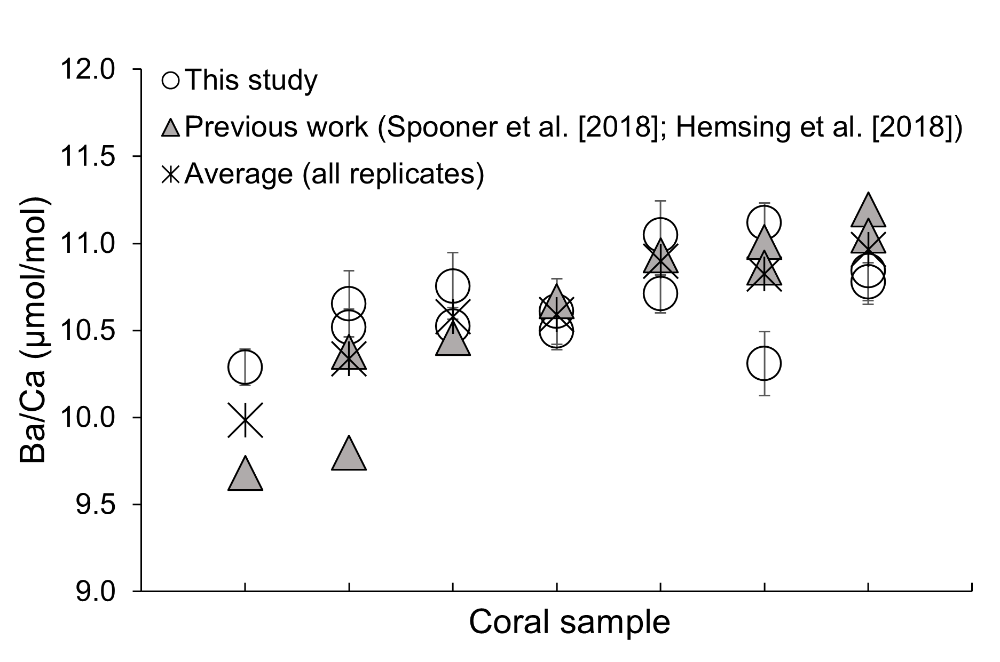 12.0
This study
Previous work (Spooner et al. [2018]; Hemsing et al. [2018])
11.5
Average (all replicates)
11.0
10.5
10.0
9.5
9.0
Ba/Ca (μmol/mol)
Coral sample